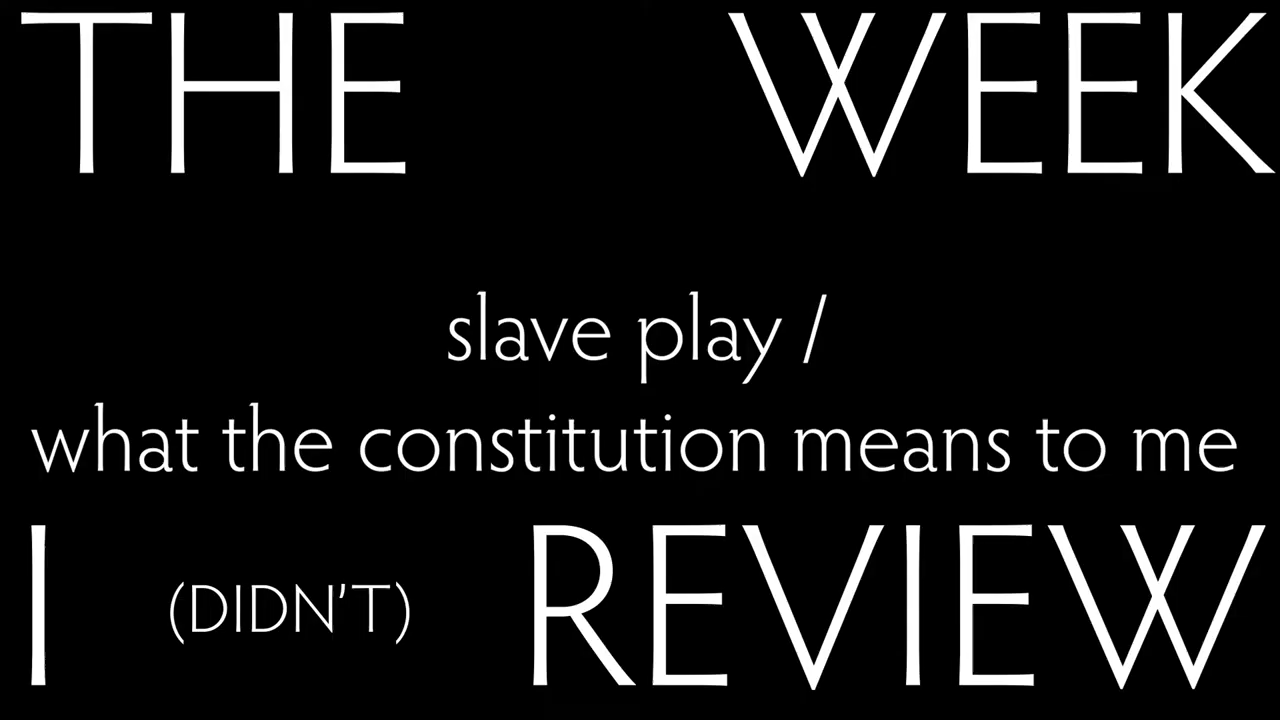 THE WEEK
slave play /
what the constitution means to me
I (DIDN'T) REVIEW